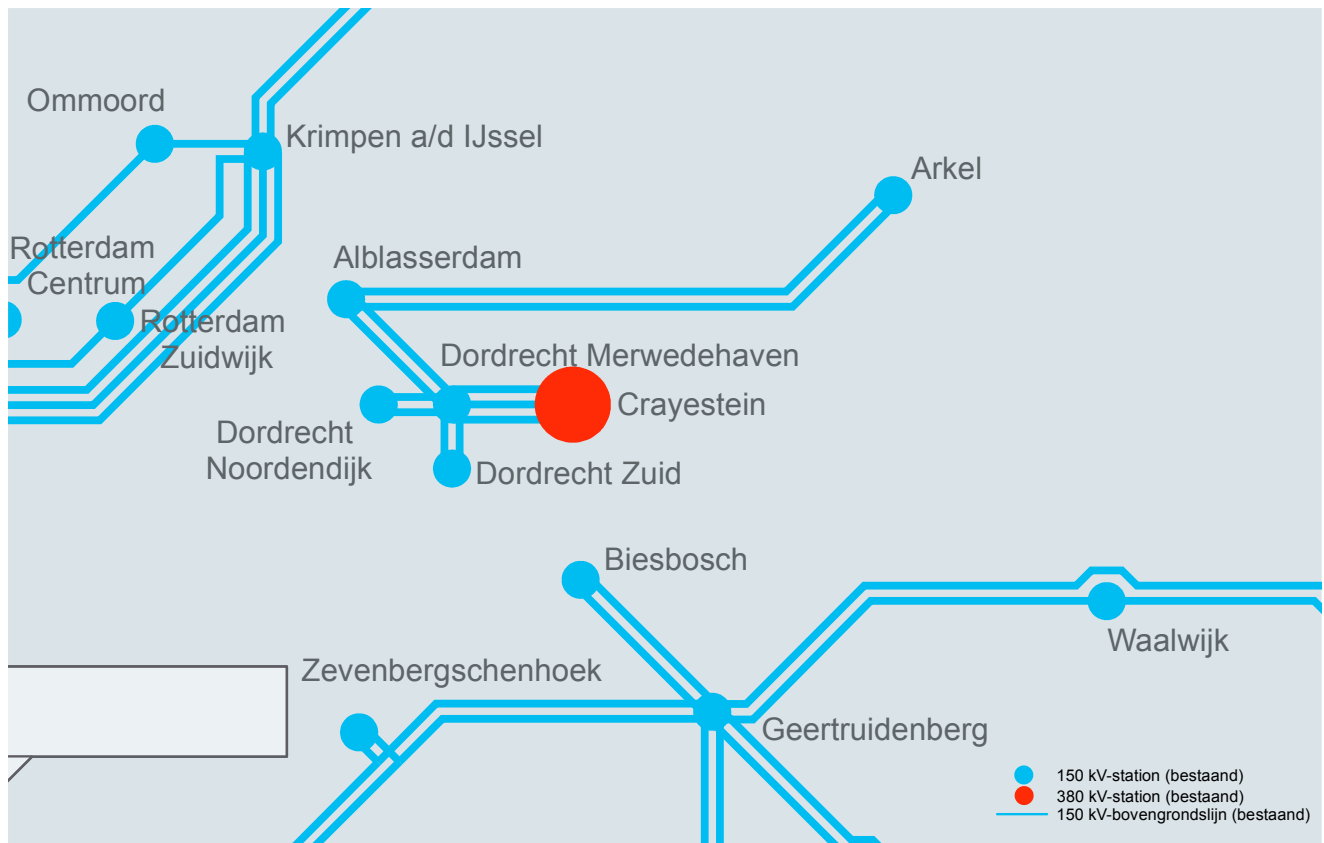 Ommoord
Krimpen a/d IJssel
Arkel
Rotterdam
Centrum
Alblasserdam
Rotterdam
Zuidwijk
Dordrecht Merwedehaven
Crayestein
Dordrecht
Noordendijk
Dordrecht Zuid
Biesbosch
Waalwijk
Zevenbergschenhoek
Geertruidenberg
150 kV-station (bestaand)
380 kV-station (bestaand)
150 kV-bovengrondslijn (bestaand)